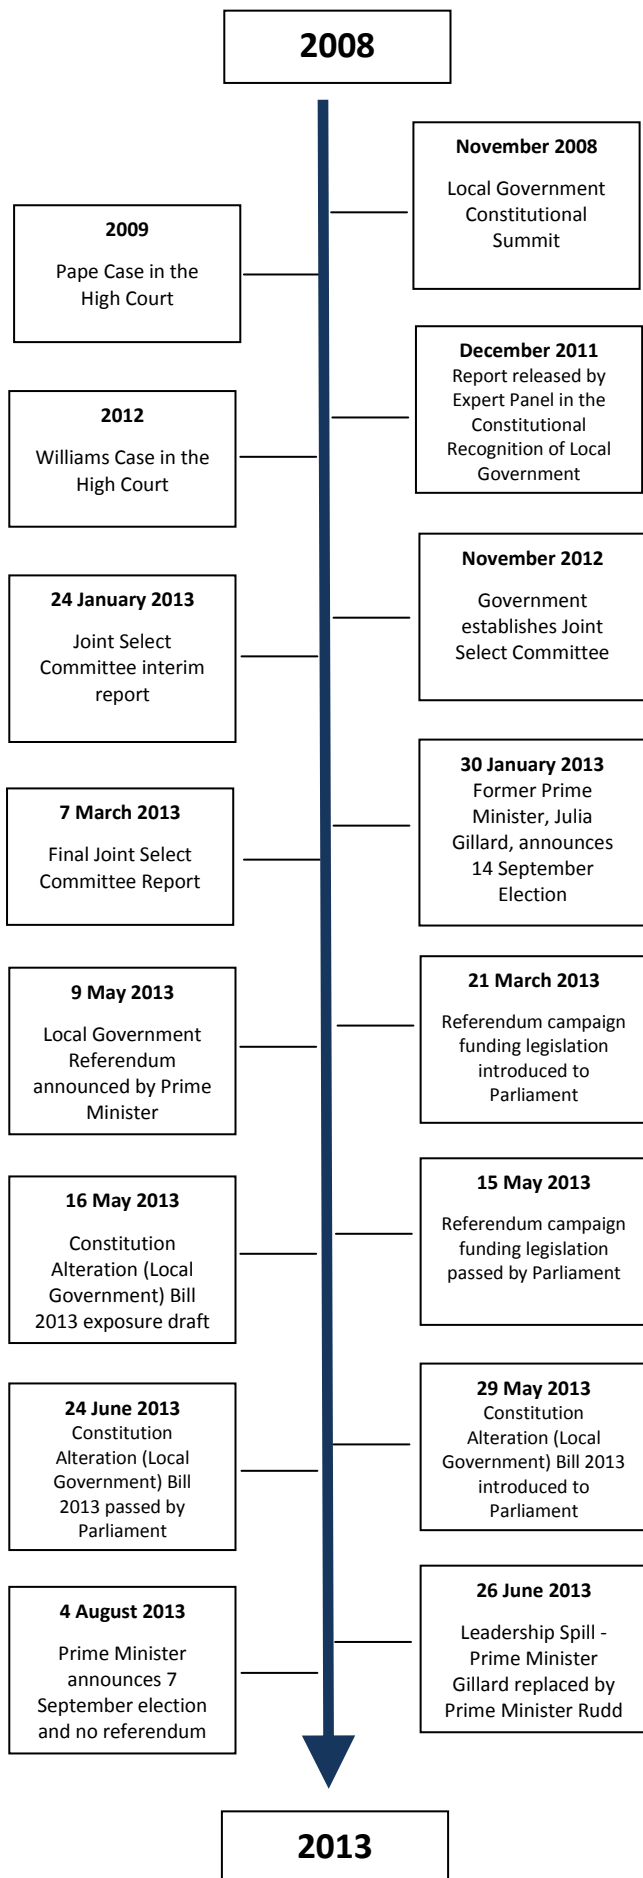 2008
November 2008
Local Government
Constitutional
Summit
2009
Pape Case in the
High Court
December 2011
Report released by
Expert Panel in the
Constitutional
Recognition of Local
Government
2012
Williams Case in the
High Court
November 2012
Government
establishes Joint
Select Committee
24 January 2013
Joint Select
Committee interim
report
30 January 2013
Former Prime
Minister, Julia
Gillard, announces
14 September
Election
7 March 2013
Final Joint Select
Committee Report
21 March 2013
Referendum campaign
funding legislation
introduced to
Parliament
9 May 2013
Local Government
Referendum
announced by Prime
Minister
15 May 2013
Referendum campaign
funding legislation
passed by Parliament
16 May 2013
Constitution
Alteration (Local
Government) Bill
2013 exposure draft
29 May 2013
Constitution
Alteration (Local
Government) Bill 2013
introduced to
Parliament
24 June 2013
Constitution
Alteration (Local
Government) Bill
2013 passed by
Parliament
26 June 2013
Leadership Spill -
Prime Minister
Gillard replaced by
Prime Minister Rudd
4 August 2013
Prime Minister
announces 7
September election
and no referendum
2013